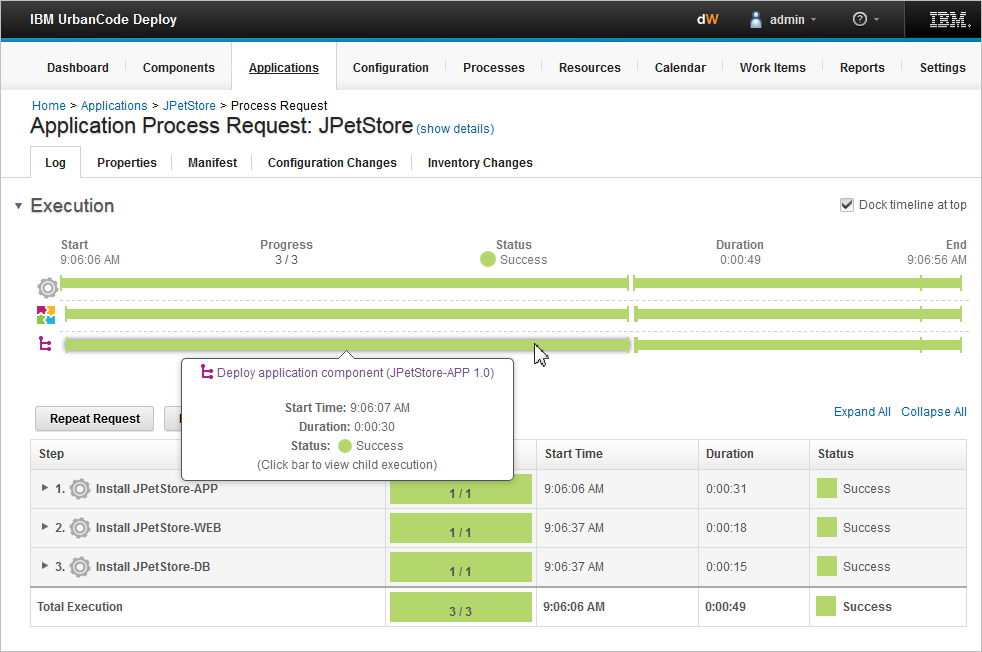 IBM UrbanCode Deploy
dW admin ? IBM.
Dashboard Components Applications Configuration Processes Resources Calendar Work Items Reports Settings
Home > Applications > JPetStore > Process Request
Application Process Request: JPetStore (show details)
Log Properties Manifest Configuration Changes Inventory Changes
Execution
Dock timeline at top
Start Progress Status Duration End
9:06:06 AM 3 / 3 Success 0:00:49 9:06:56 AM
Deploy application component (JPetStore-APP 1.0)
Start Time: 9:06:07 AM
Duration: 0:00:30
Status: Success
(Click bar to view child execution)
Repeat Request
Expand All Collapse All
Step Start Time Duration Status
1. Install JPetStore-APP 1 / 1 9:06:06 AM 0:00:31 Success
2. Install JPetStore-WEB 1 / 1 9:06:37 AM 0:00:18 Success
3. Install JPetStore-DB 1 / 1 9:06:37 AM 0:00:15 Success
Total Execution 3 / 3 9:06:06 AM 0:00:49 Success